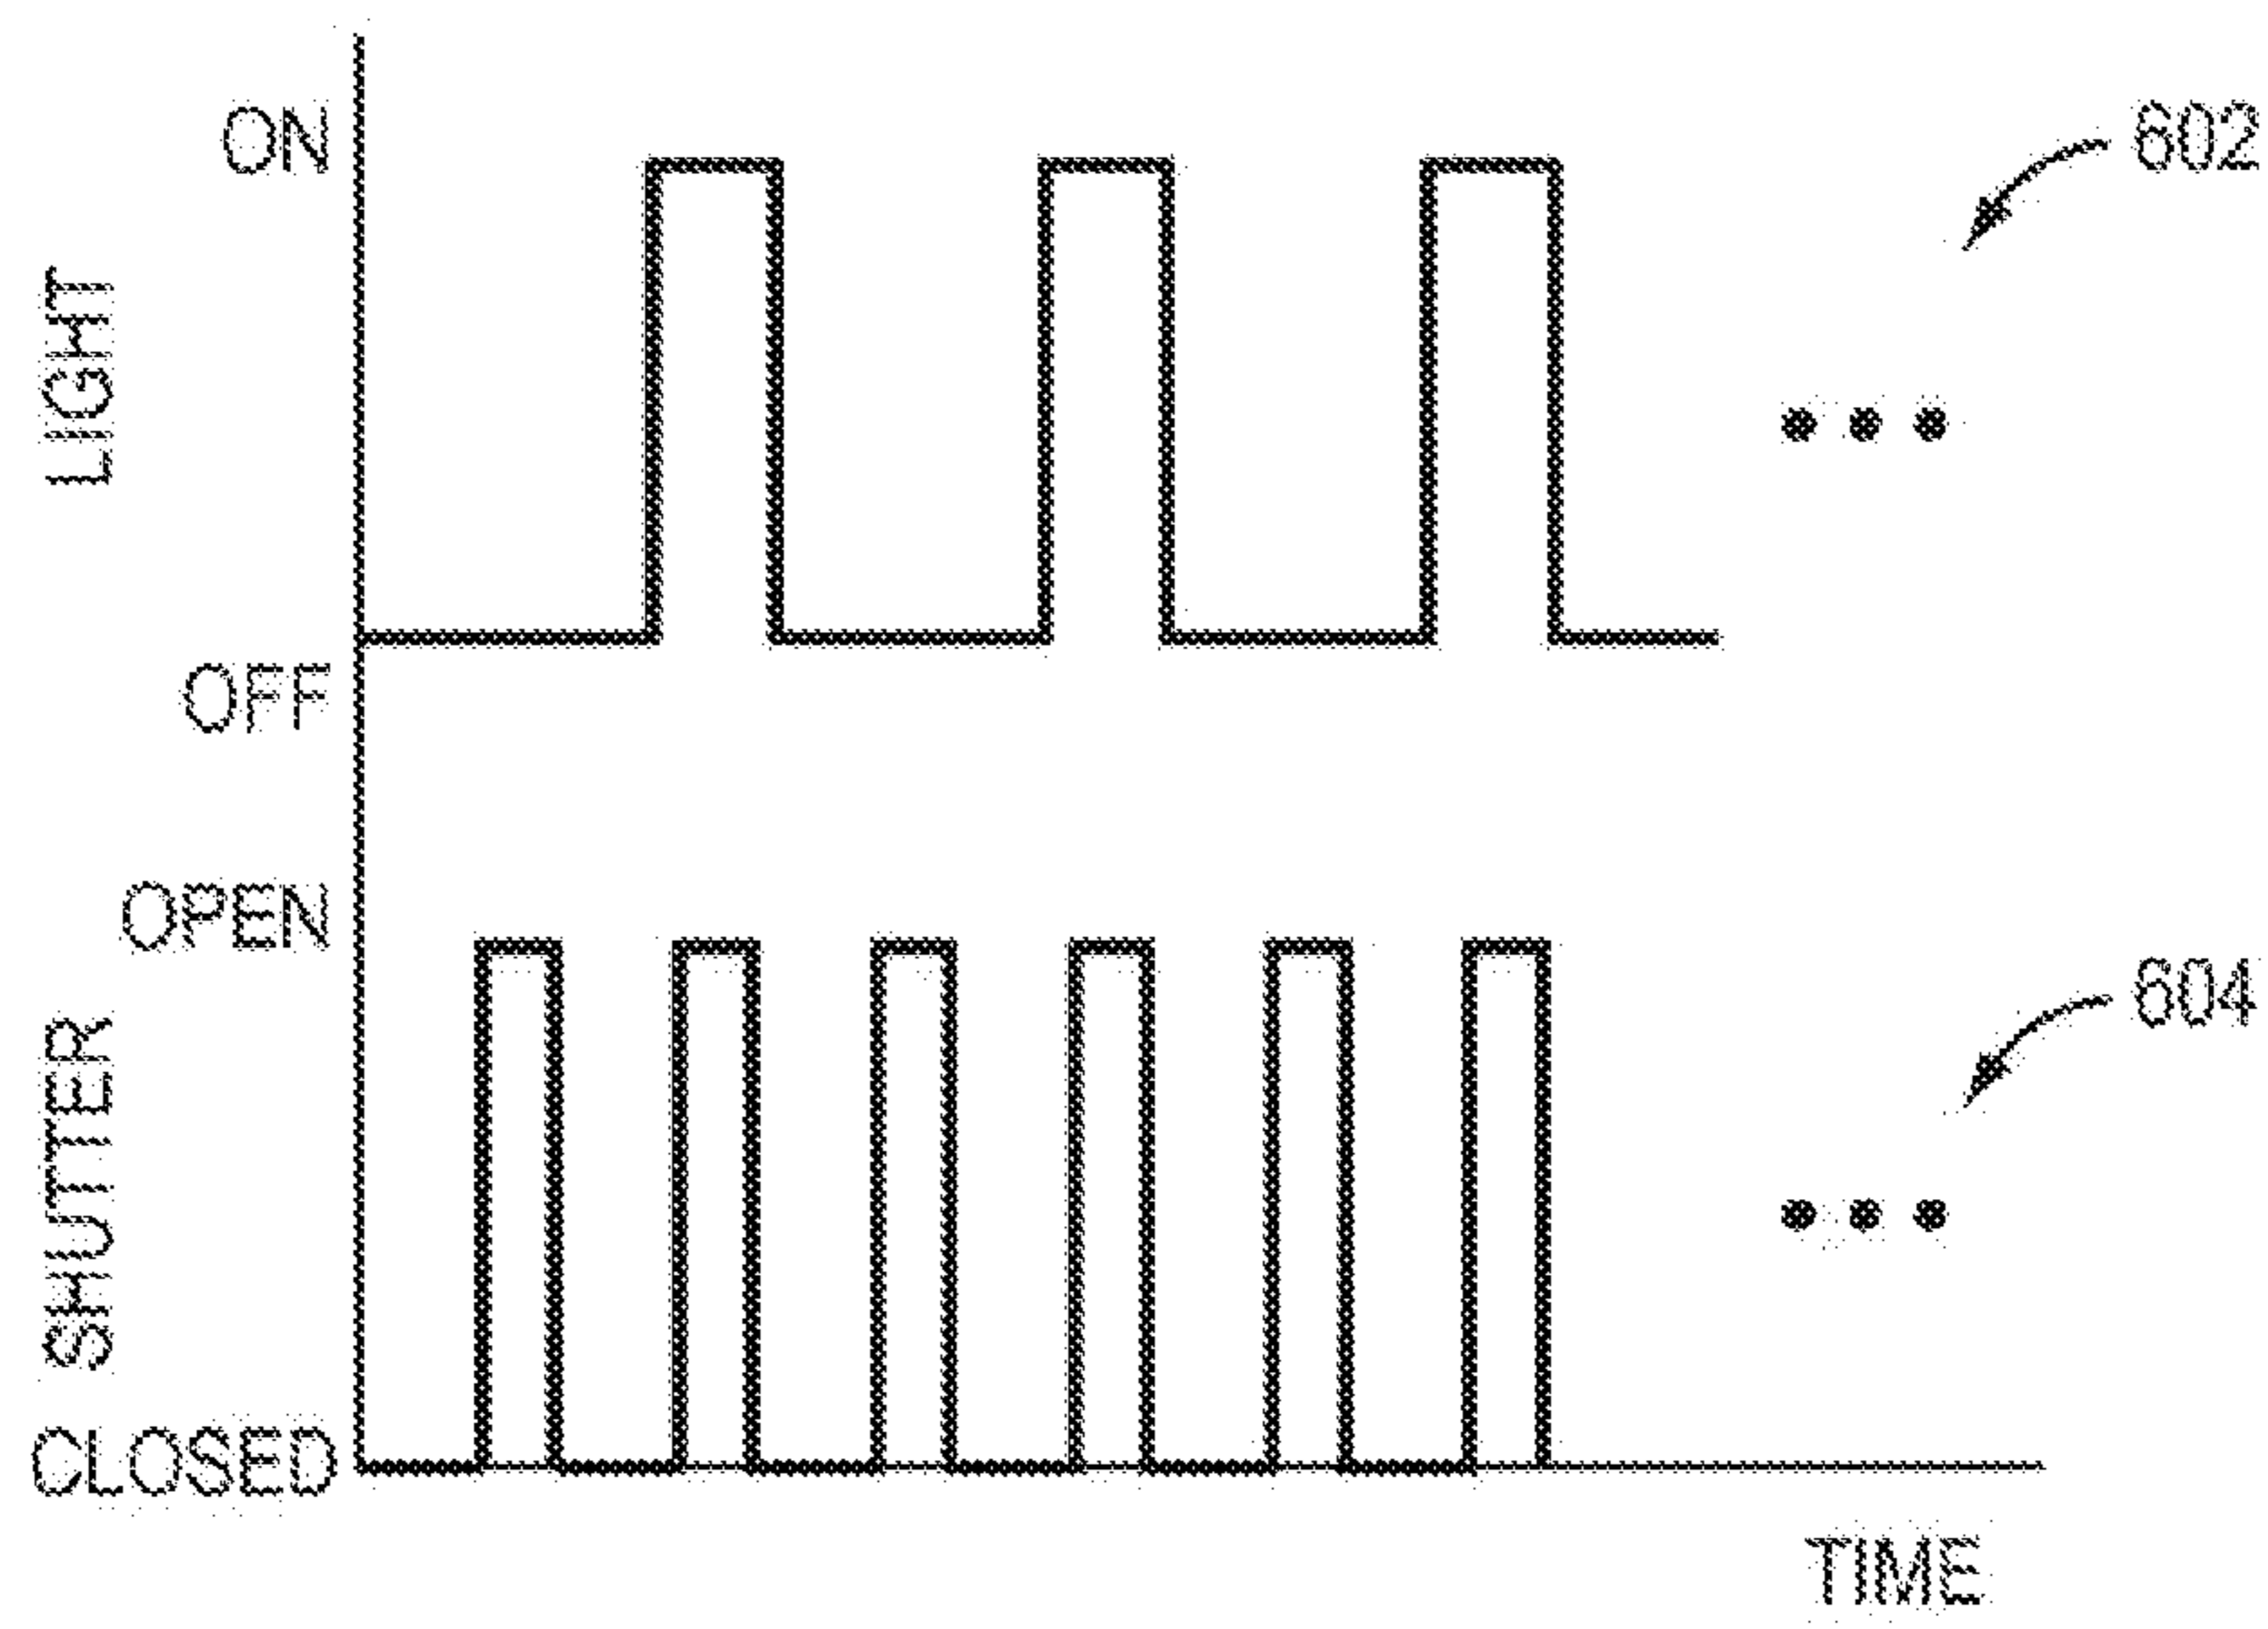 ON
602
LIGHT
OFF
OPEN
604
SHUTTER
CLOSED
TIME